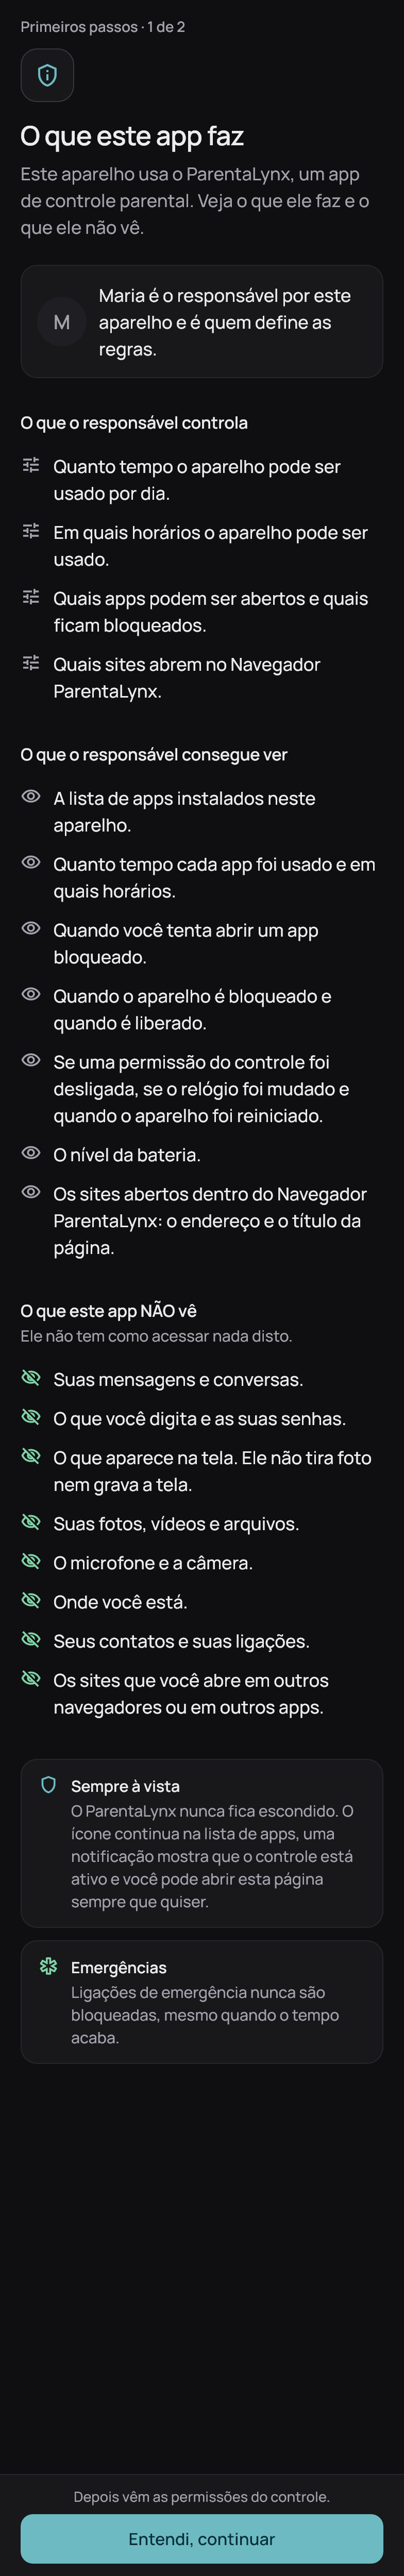 Primeiros passos · 1 de 2
O que este app faz
Este aparelho usa o ParentaLynx, um app
de controle parental. Veja o que ele faz e o
que ele não vê.
M
Maria é o responsável por este
aparelho e é quem define as
regras.
O que o responsável controla
Quanto tempo o aparelho pode ser
usado por dia.
Em quais horários o aparelho pode ser
usado.
Quais apps podem ser abertos e quais
ficam bloqueados.
Quais sites abrem no Navegador
ParentaLynx.
O que o responsável consegue ver
A lista de apps instalados neste
aparelho.
Quanto tempo cada app foi usado e em
quais horários.
Quando você tenta abrir um app
bloqueado.
Quando o aparelho é bloqueado e
quando é liberado.
Se uma permissão do controle foi
desligada, se o relógio foi mudado e
quando o aparelho foi reiniciado.
O nível da bateria.
Os sites abertos dentro do Navegador
ParentaLynx: o endereço e o título da
página.
O que este app NÃO vê
Ele não tem como acessar nada disto.
Suas mensagens e conversas.
O que você digita e as suas senhas.
O que aparece na tela. Ele não tira foto
nem grava a tela.
Suas fotos, vídeos e arquivos.
O microfone e a câmera.
Onde você está.
Seus contatos e suas ligações.
Os sites que você abre em outros
navegadores ou em outros apps.
Sempre à vista
O ParentaLynx nunca fica escondido. O
ícone continua na lista de apps, uma
notificação mostra que o controle está
ativo e você pode abrir esta página
sempre que quiser.
Emergências
Ligações de emergência nunca são
bloqueadas, mesmo quando o tempo
acaba.
Depois vêm as permissões do controle.
Entendi, continuar